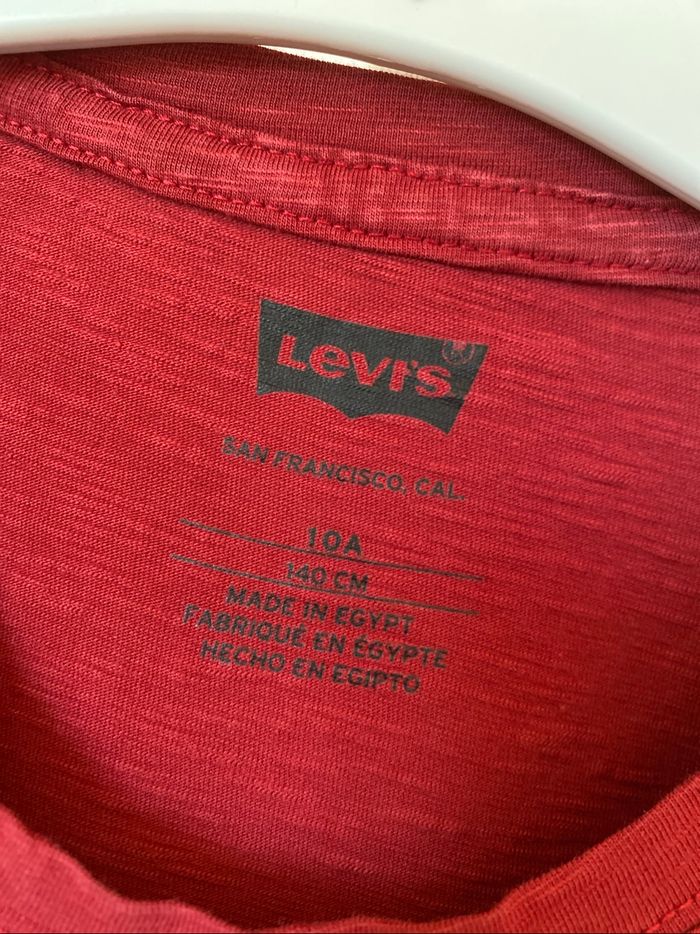 Levi's ®
SAN FRANCISCO, CAL.
10A
140 CM
MADE IN EGYPT
FABRIQUÉ EN ÉGYPTE
HECHO EN EGIPTO